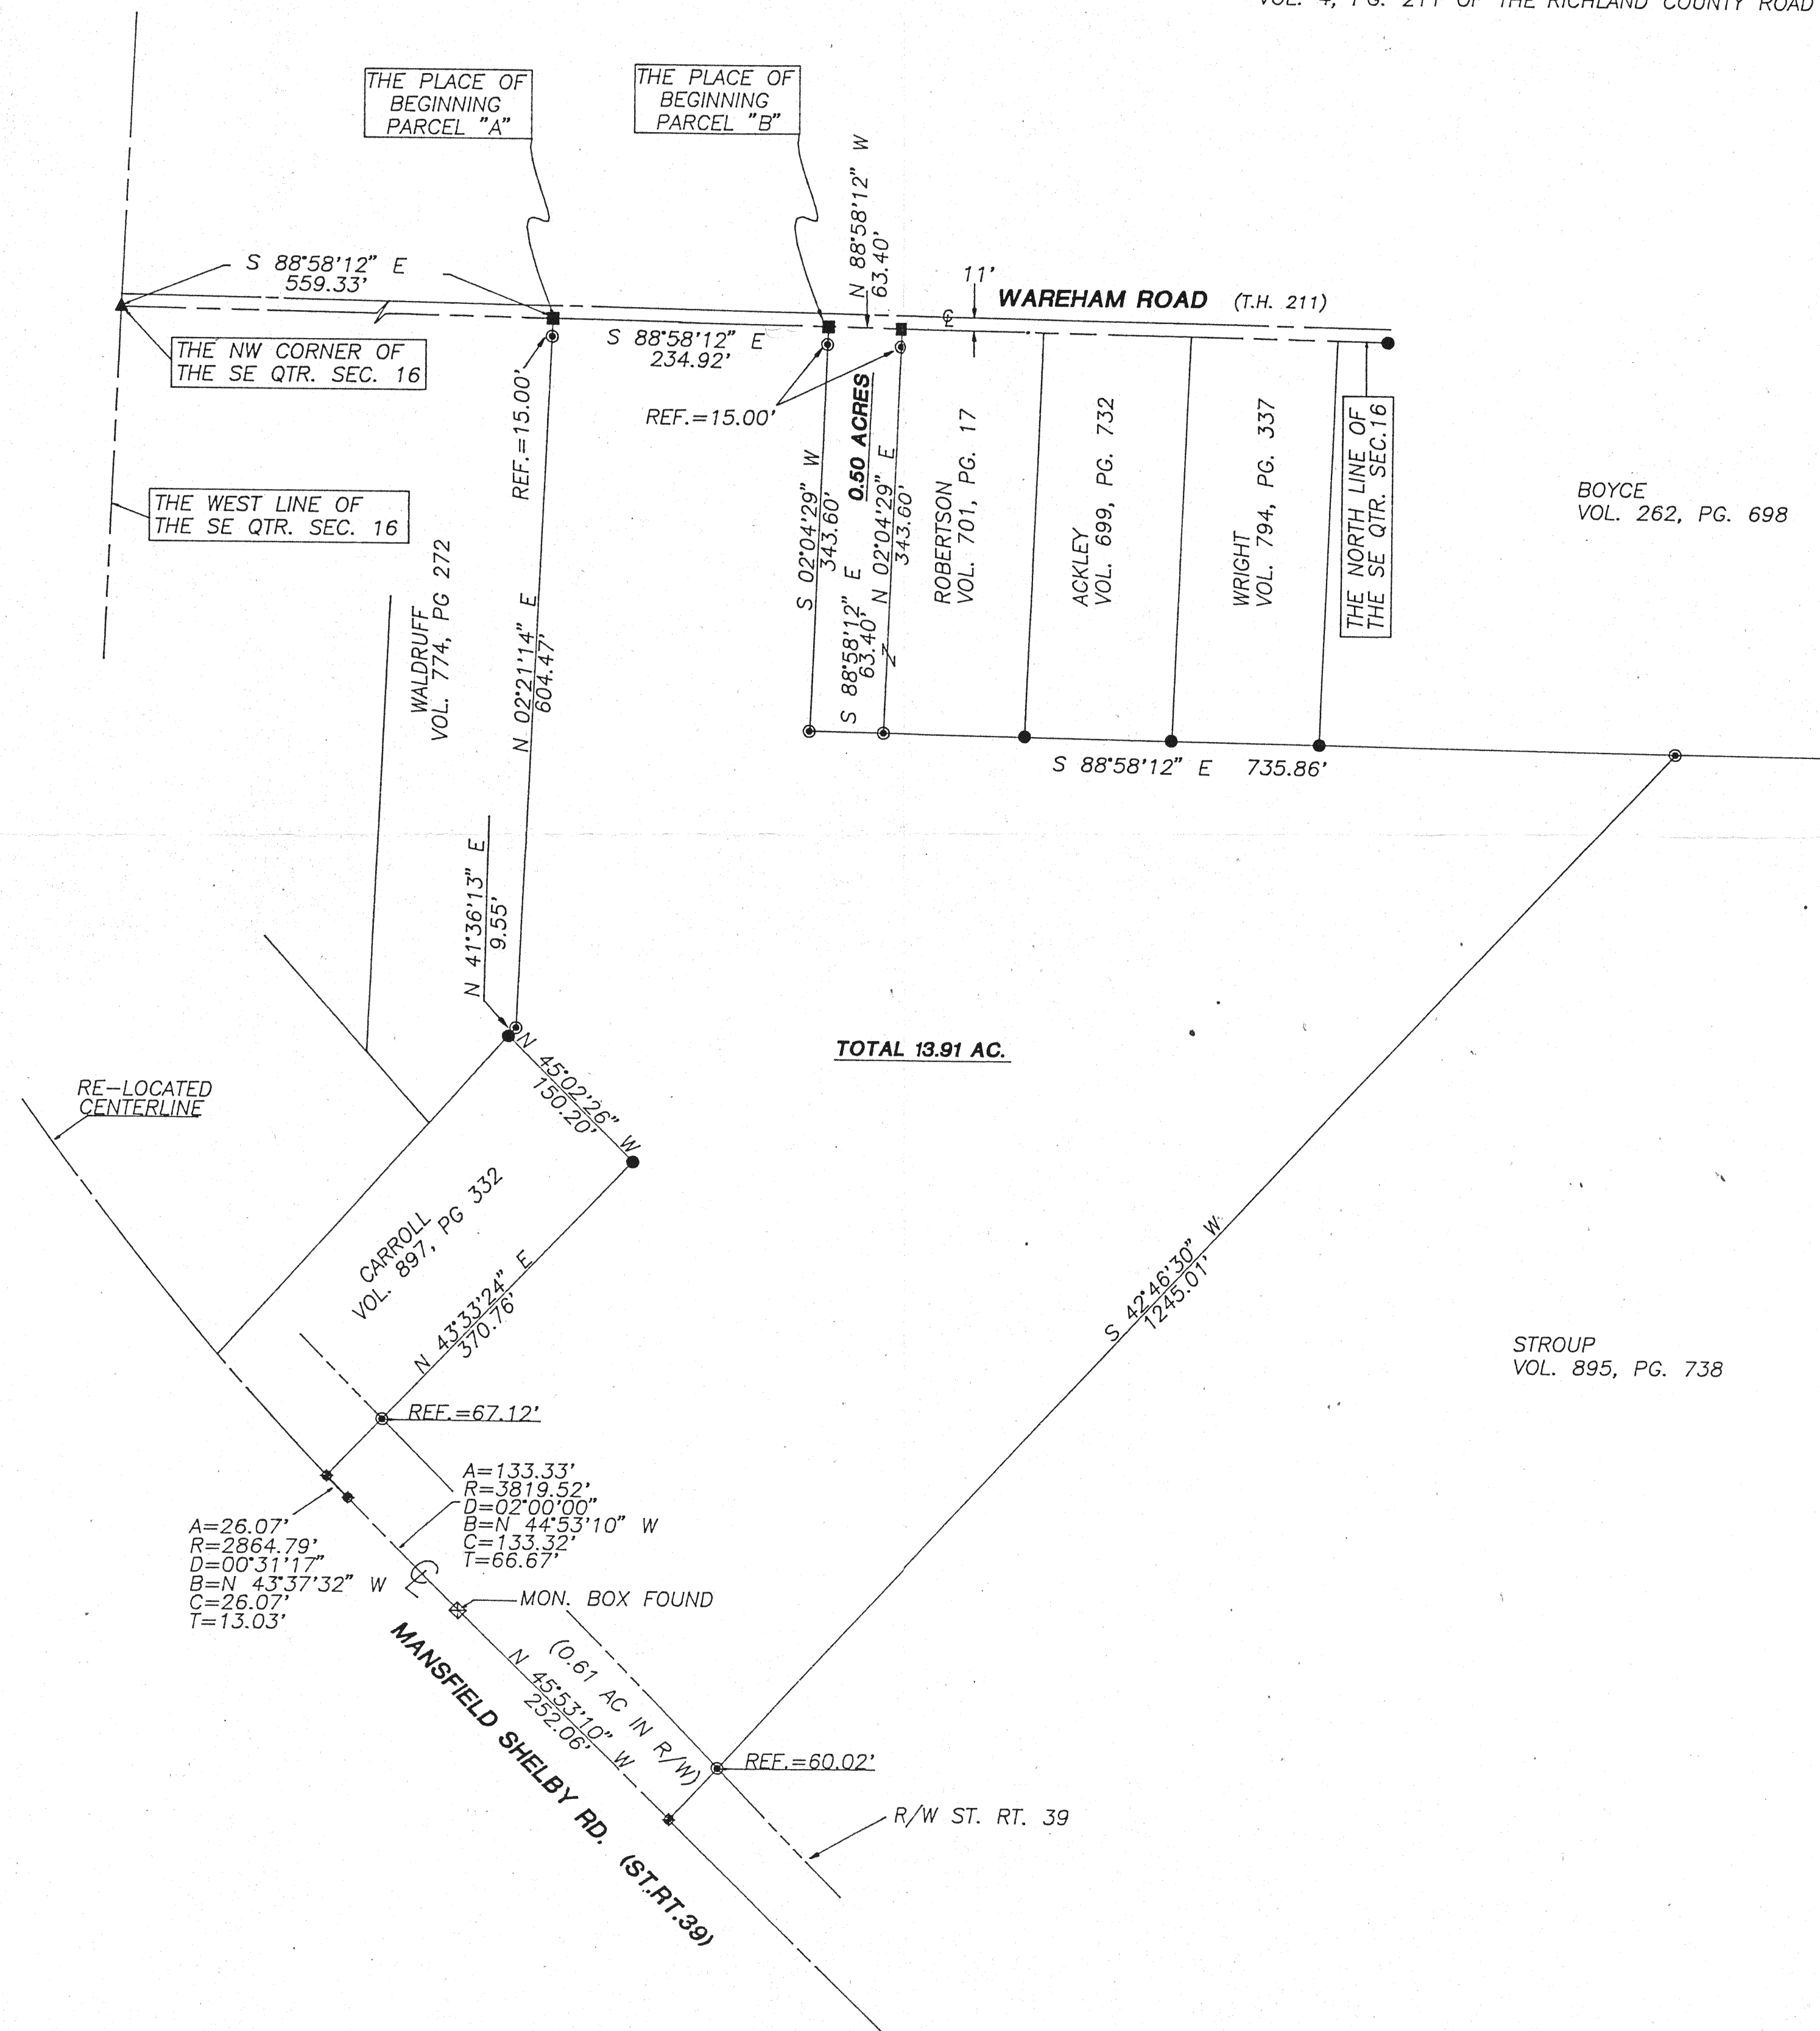 VOL. 4, PG. 211 OF THE RICHLAND COUNTY ROAD
THE PLACE OF
BEGINNING
PARCEL "A"
THE PLACE OF
BEGINNING
PARCEL "B"
N 88°58'12" W
63.40'
S 88°58'12" E
559.33'
11'
WAREHAM ROAD (T.H. 211)
THE NW CORNER OF
THE SE QTR. SEC. 16
S 88°58'12" E
234.92'
REF.=15.00'
REF.=15.00'
THE WEST LINE OF
THE SE QTR. SEC. 16
WALDRUFF
VOL. 774, PG 272
N 02°21'14" E
604.47'
S 02°04'29" W
343.60'
0.50 ACRES
S 88°58'12" E
63.40'
N 02°04'29" E
343.60'
ROBERTSON
VOL. 701, PG. 17
ACKLEY
VOL. 699, PG. 732
WRIGHT
VOL. 794, PG. 337
THE NORTH LINE OF
THE SE QTR. SEC.16
BOYCE
VOL. 262, PG. 698
S 88°58'12" E 735.86'
N 41°36'13" E
9.55'
N 45°02'26" W
150.20'
TOTAL 13.91 AC.
RE-LOCATED
CENTERLINE
CARROLL
VOL. 897, PG 332
N 43°33'24" E
370.76'
S 42°46'30" W
1245.01'
STROUP
VOL. 895, PG. 738
REF.=67.12'
A=133.33'
R=3819.52'
D=02°00'00"
B=N 44°53'10" W
C=133.32'
T=66.67'
A=26.07'
R=2864.79'
D=00°31'17"
B=N 43°37'32" W
C=26.07'
T=13.03'
MON. BOX FOUND
MANSFIELD SHELBY RD. (ST.RT.39)
N 45°53'10" W
252.06'
(0.61 AC IN R/W)
REF.=60.02'
R/W ST. RT. 39